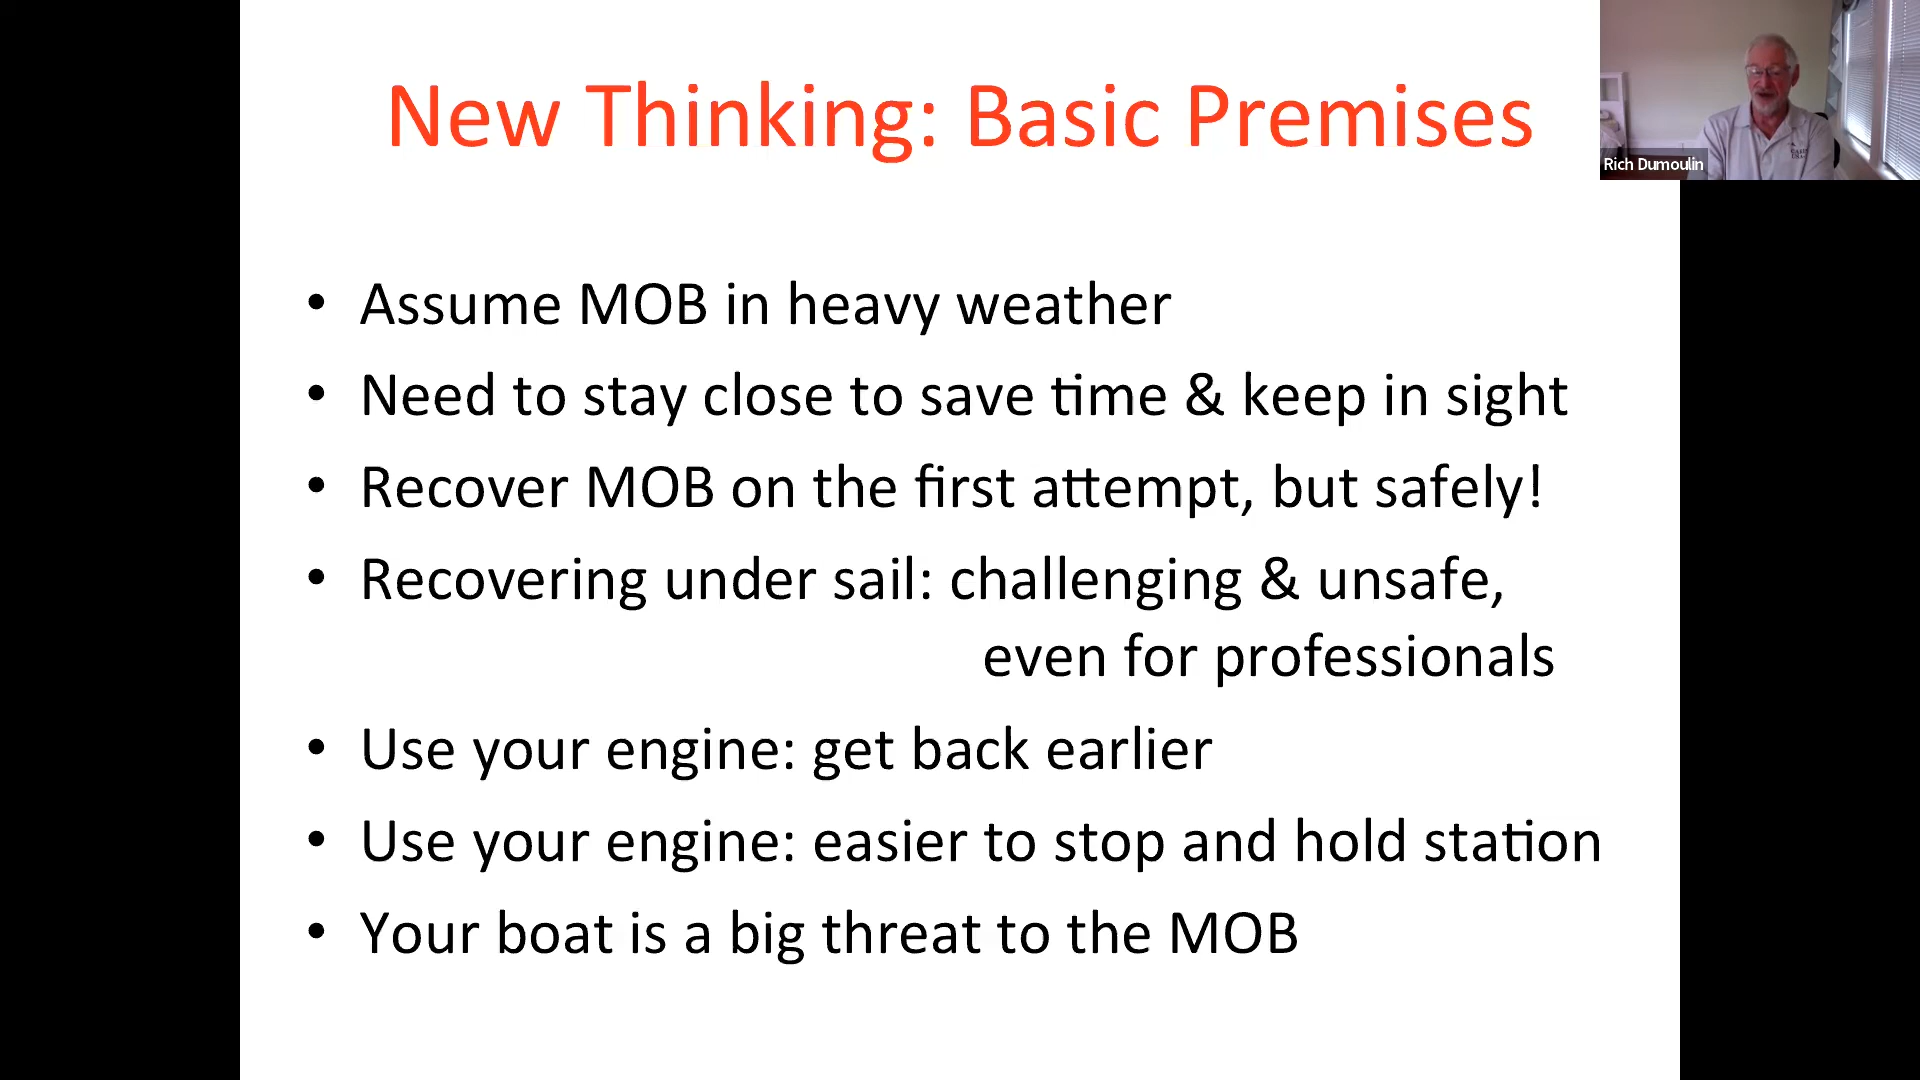 New Thinking: Basic Premises
Rich Dumoulin
• Assume MOB in heavy weather
• Need to stay close to save time & keep in sight
• Recover MOB on the first attempt, but safely!
• Recovering under sail: challenging & unsafe,
even for professionals
• Use your engine: get back earlier
• Use your engine: easier to stop and hold station
• Your boat is a big threat to the MOB